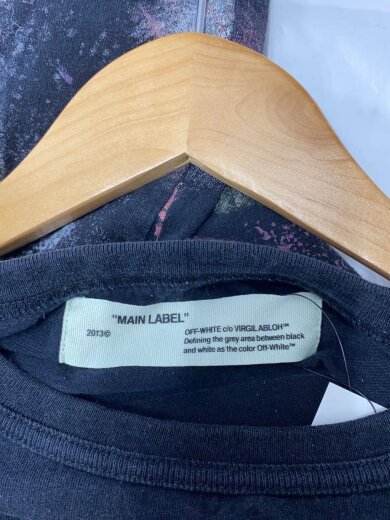 "MAIN LABEL"
2013©
OFF-WHITE c/o VIRGIL ABLOH™
Defining the grey area between black
and white as the color Off-White™